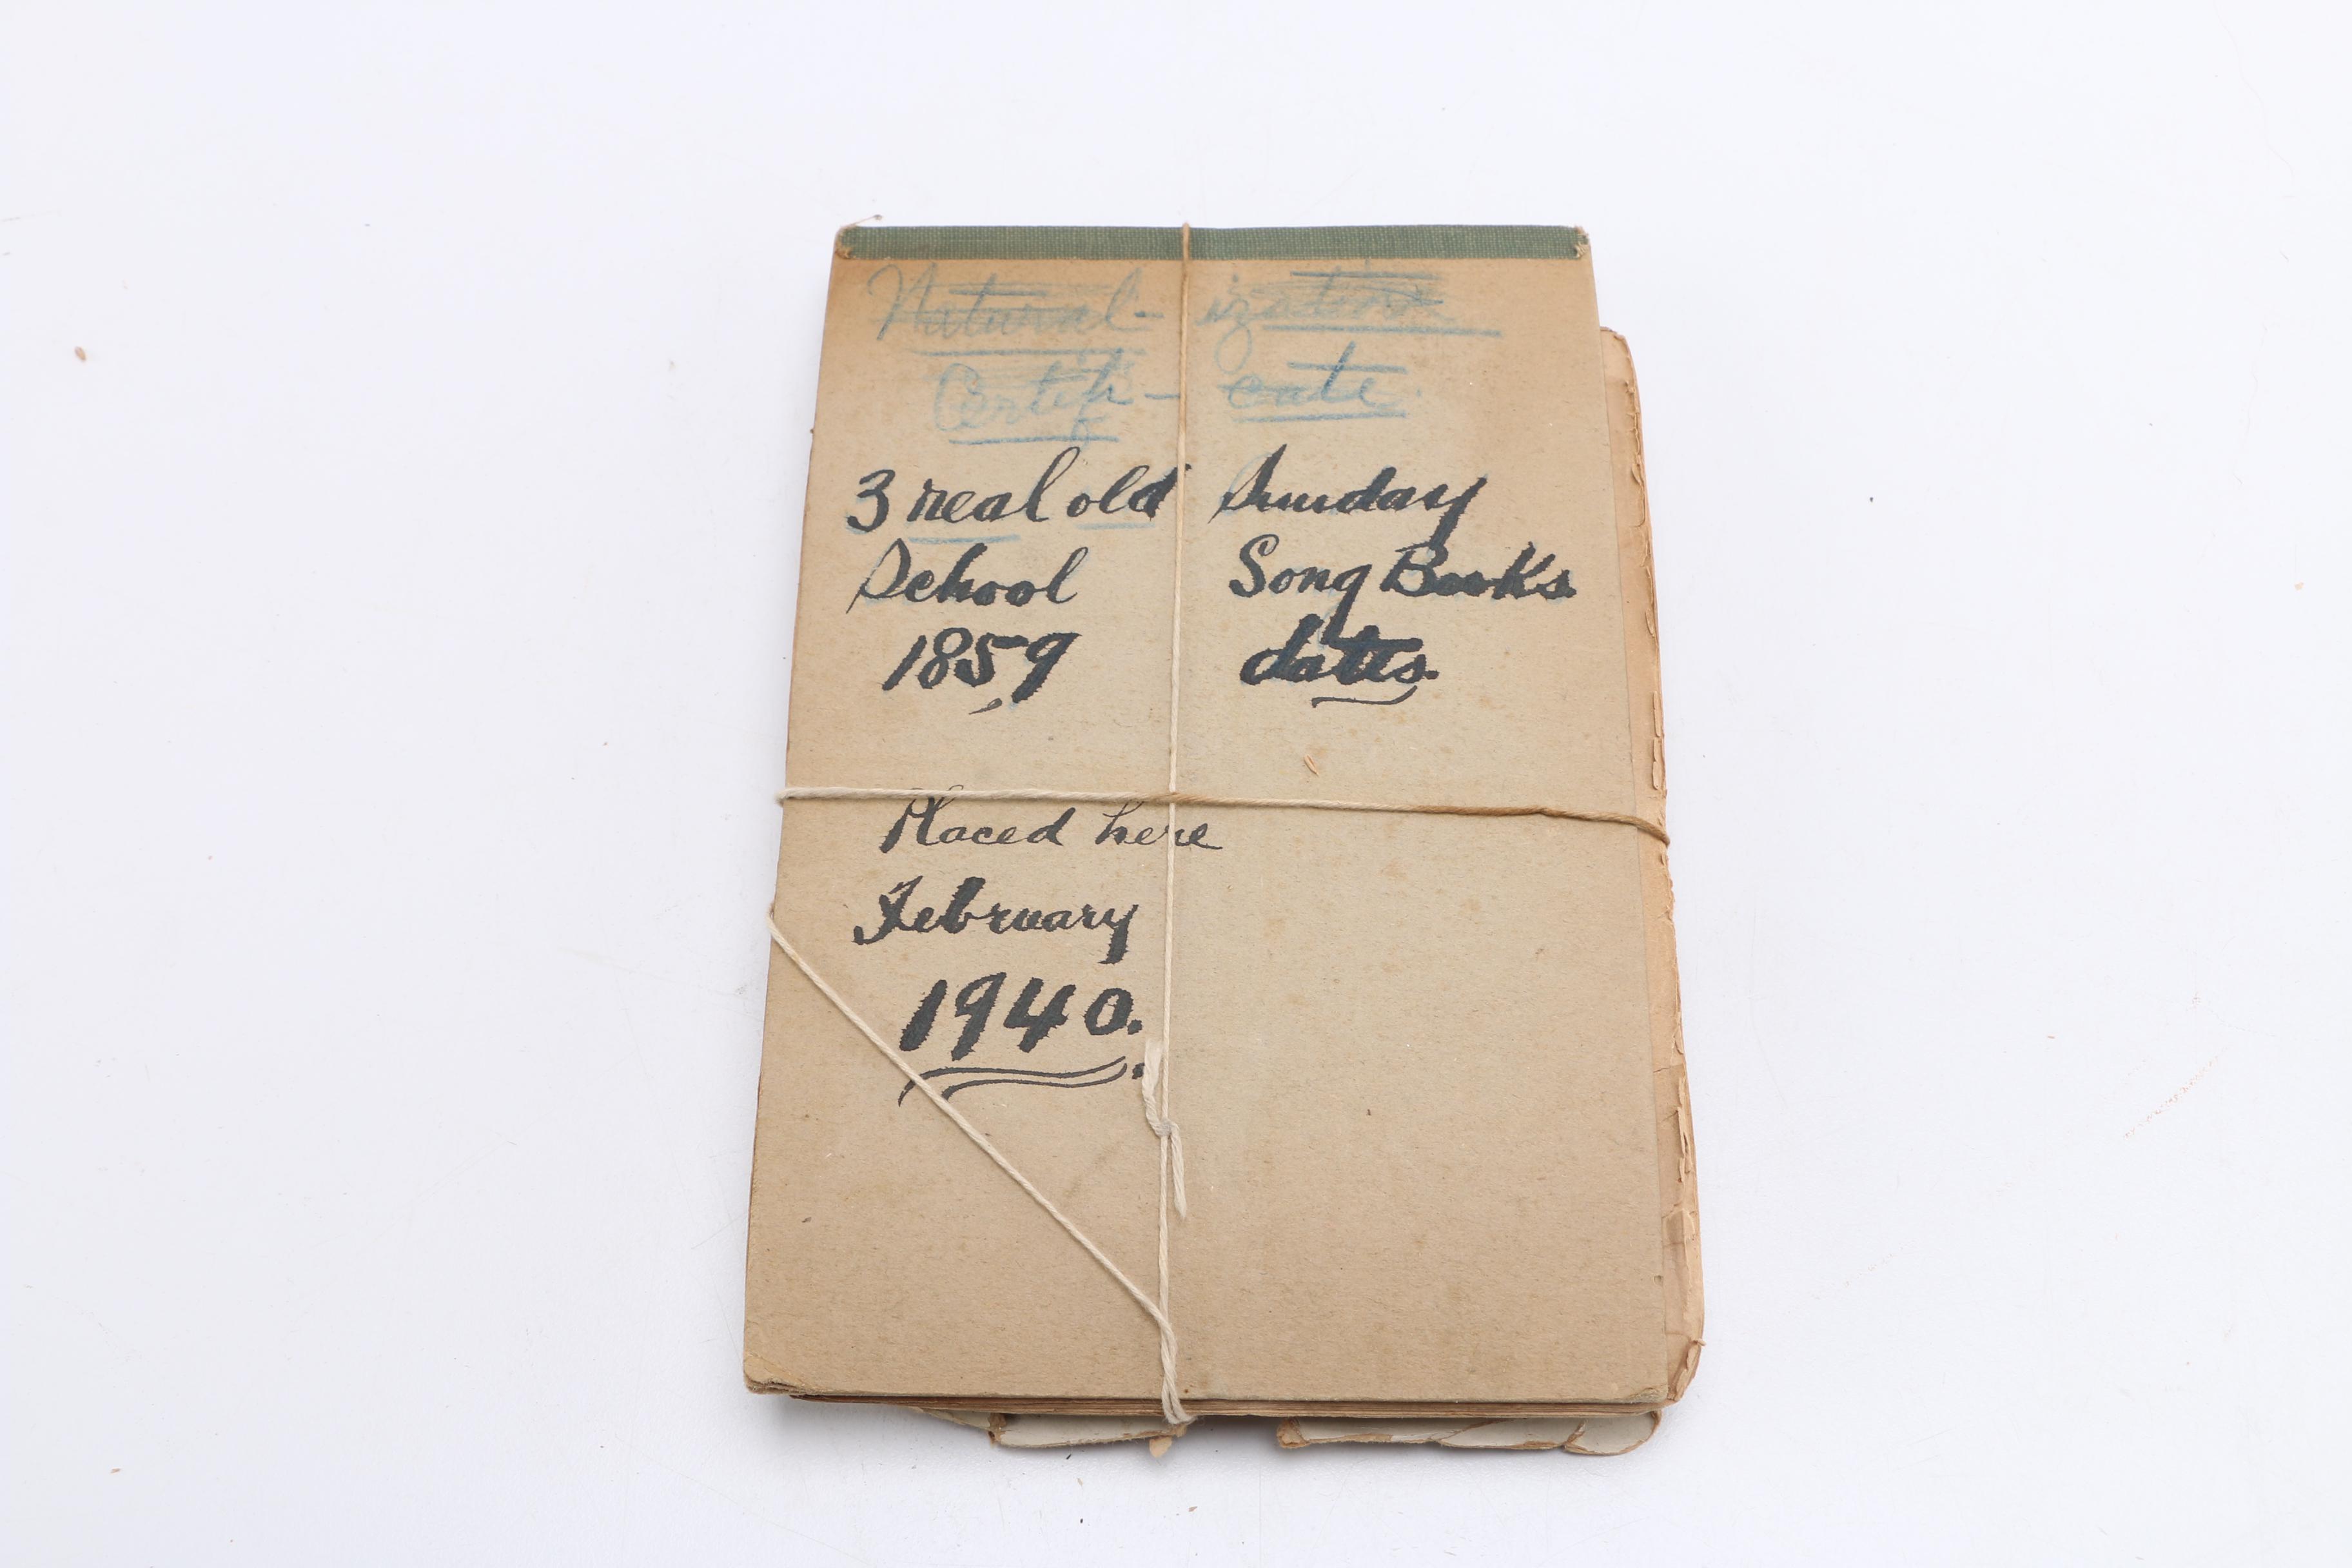 Natural- ization
Certifi- cate.
3 real old Sunday
School Song Books
1859 dates.
Placed here
February
1940.